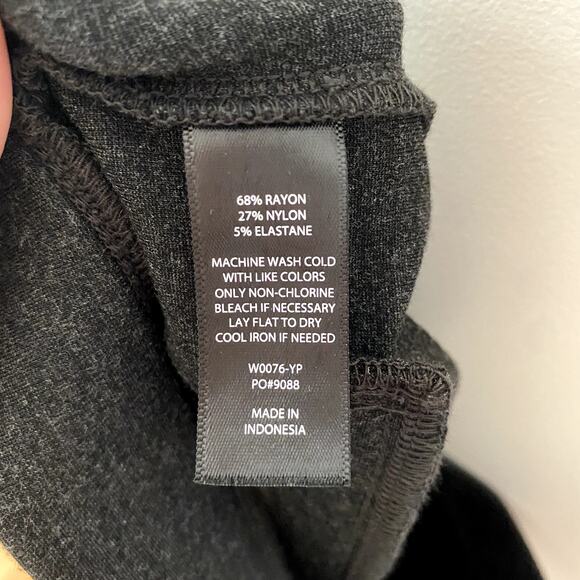 68% RAYON
27% NYLON
5% ELASTANE
MACHINE WASH COLD
WITH LIKE COLORS
ONLY NON-CHLORINE
BLEACH IF NECESSARY
LAY FLAT TO DRY
COOL IRON IF NEEDED
W0076-YP
PO#9088
MADE IN
INDONESIA